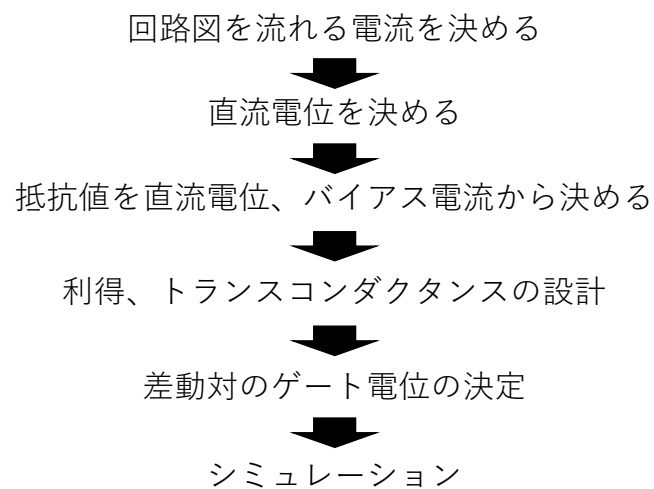 回路図を流れる電流を決める
直流電位を決める
抵抗値を直流電位、バイアス電流から決める
利得、トランスコンダクタンスの設計
差動対のゲート電位の決定
シミュレーション